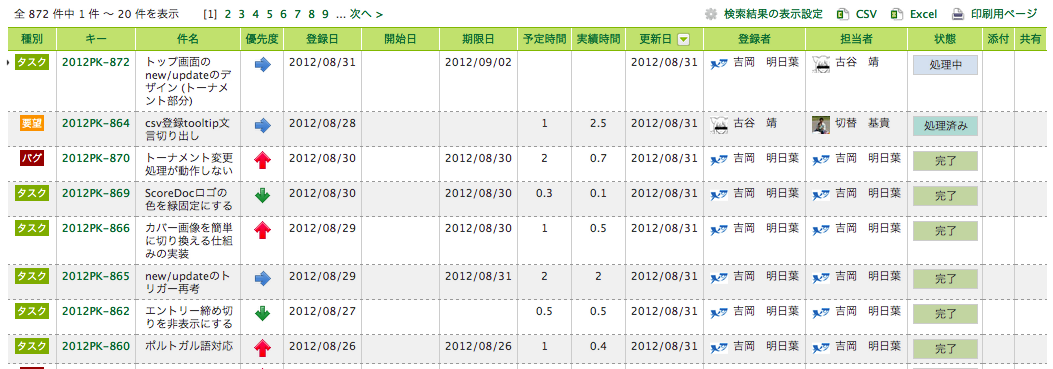 全 872 件中 1 件 ～ 20 件を表示 [1] 2 3 4 5 6 7 8 9 ... 次へ > 検索結果の表示設定 CSV Excel 印刷用ページ
種別 キー 件名 優先度 登録日 開始日 期限日 予定時間 実績時間 更新日 登録者 担当者 状態 添付 共有
タスク 2012PK-872 トップ画面の 2012/08/31 2012/09/02 2012/08/31 吉岡 明日葉 古谷 靖 処理中
new/updateのデ
ザイン (トーナメ
ント部分)
要望 2012PK-864 csv登録tooltip文 2012/08/28 1 2.5 2012/08/31 古谷 靖 切替 基貴 処理済み
言切り出し
バグ 2012PK-870 トーナメント変更 2012/08/30 2012/08/30 2 0.7 2012/08/31 吉岡 明日葉 吉岡 明日葉 完了
処理が動作しない
タスク 2012PK-869 ScoreDocロゴの 2012/08/30 2012/08/30 0.3 0.1 2012/08/31 吉岡 明日葉 吉岡 明日葉 完了
色を緑固定にする
タスク 2012PK-866 カバー画像を簡単 2012/08/29 2012/08/30 1 0.5 2012/08/31 吉岡 明日葉 吉岡 明日葉 完了
に切り換える仕組
みの実装
タスク 2012PK-865 new/updateのト 2012/08/29 2012/08/31 2 2 2012/08/31 吉岡 明日葉 吉岡 明日葉 完了
リガー再考
タスク 2012PK-862 エントリー締め切 2012/08/27 0.5 0.5 2012/08/31 吉岡 明日葉 吉岡 明日葉 完了
りを非表示にする
タスク 2012PK-860 ポルトガル語対応 2012/08/26 2012/08/26 1 0.4 2012/08/31 吉岡 明日葉 吉岡 明日葉 完了